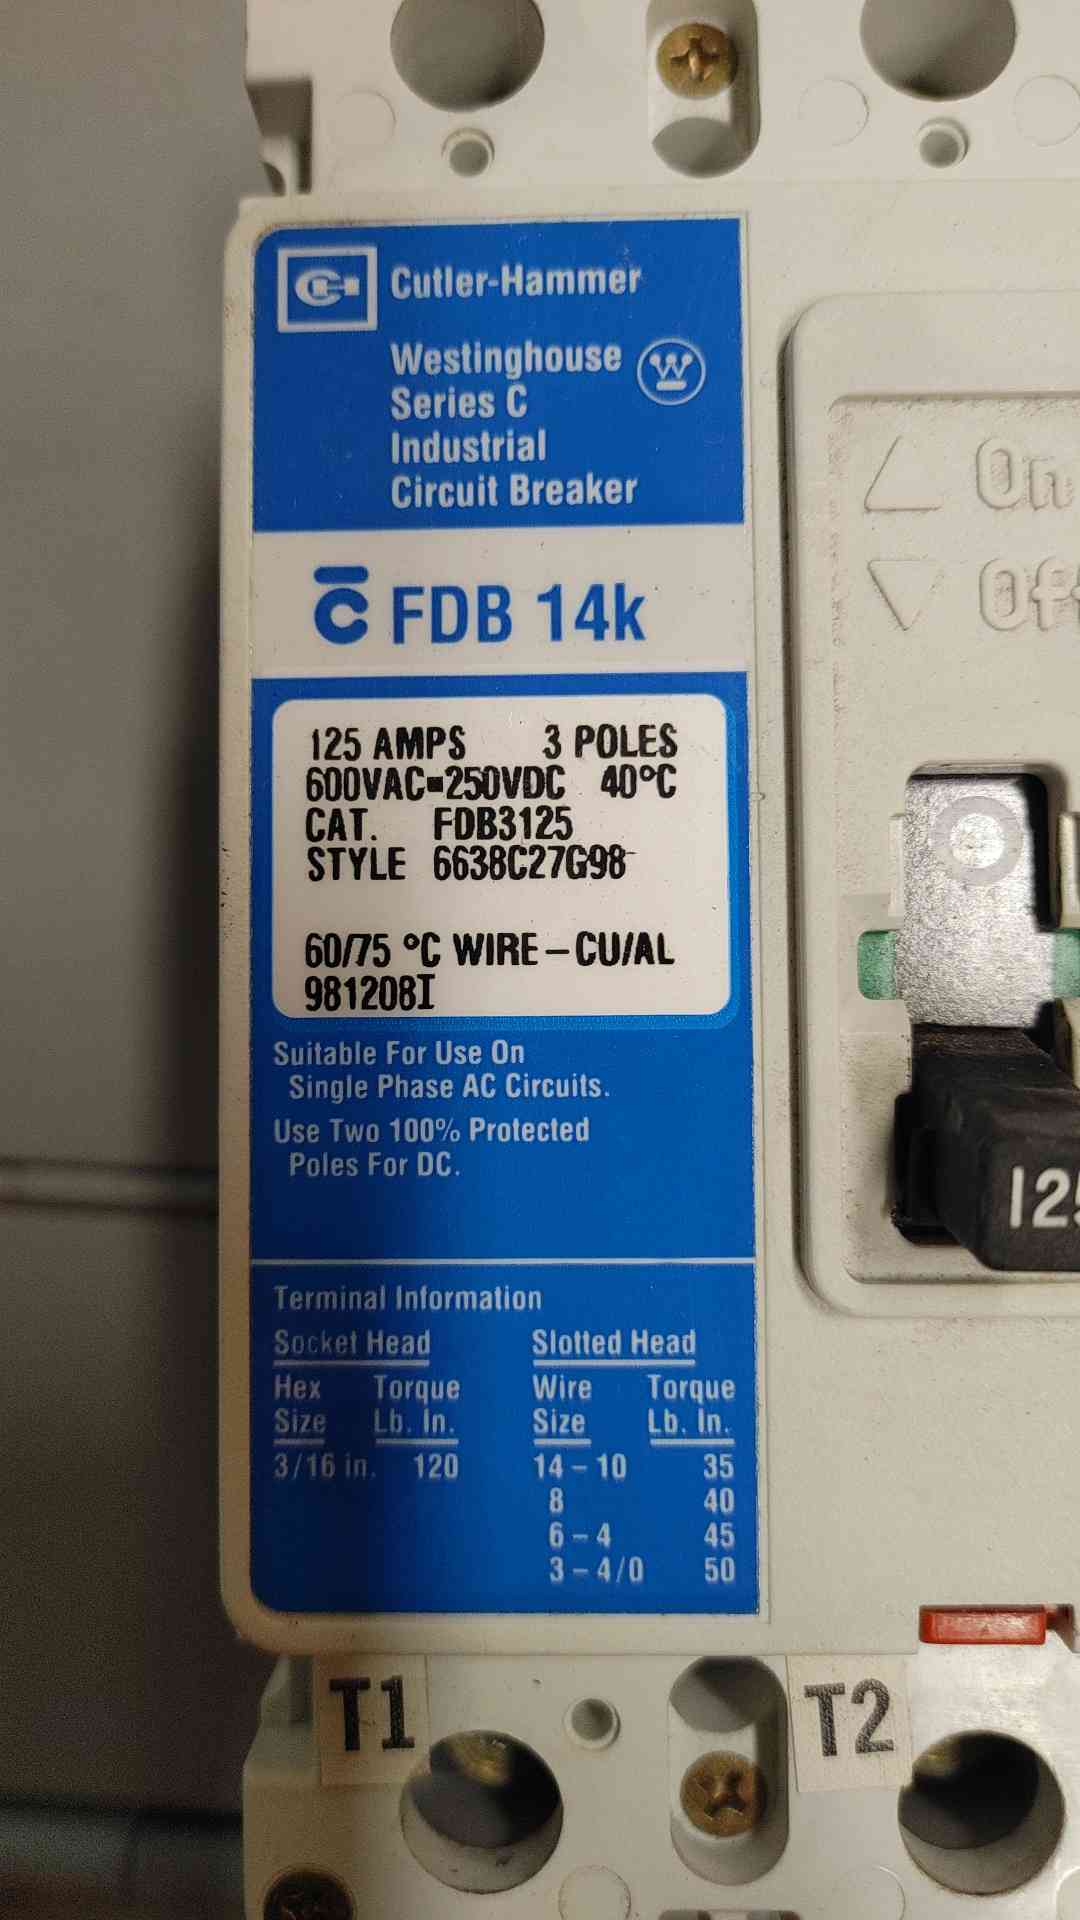 Cutler-Hammer
Westinghouse
Series C
Industrial
Circuit Breaker
C FDB 14k
125 AMPS 3 POLES
600VAC▪250VDC 40°C
CAT. FDB3125
STYLE 6638C27G98
60/75 °C WIRE–CU/AL
981208I
Suitable For Use On
Single Phase AC Circuits.
Use Two 100% Protected
Poles For DC.
Terminal Information
Socket Head Slotted Head
Hex Torque Wire Torque
Size Lb. In. Size Lb. In.
3/16 in. 120 14 – 10 35
8 40
6 – 4 45
3 – 4/0 50
On
Off
125
T1 T2